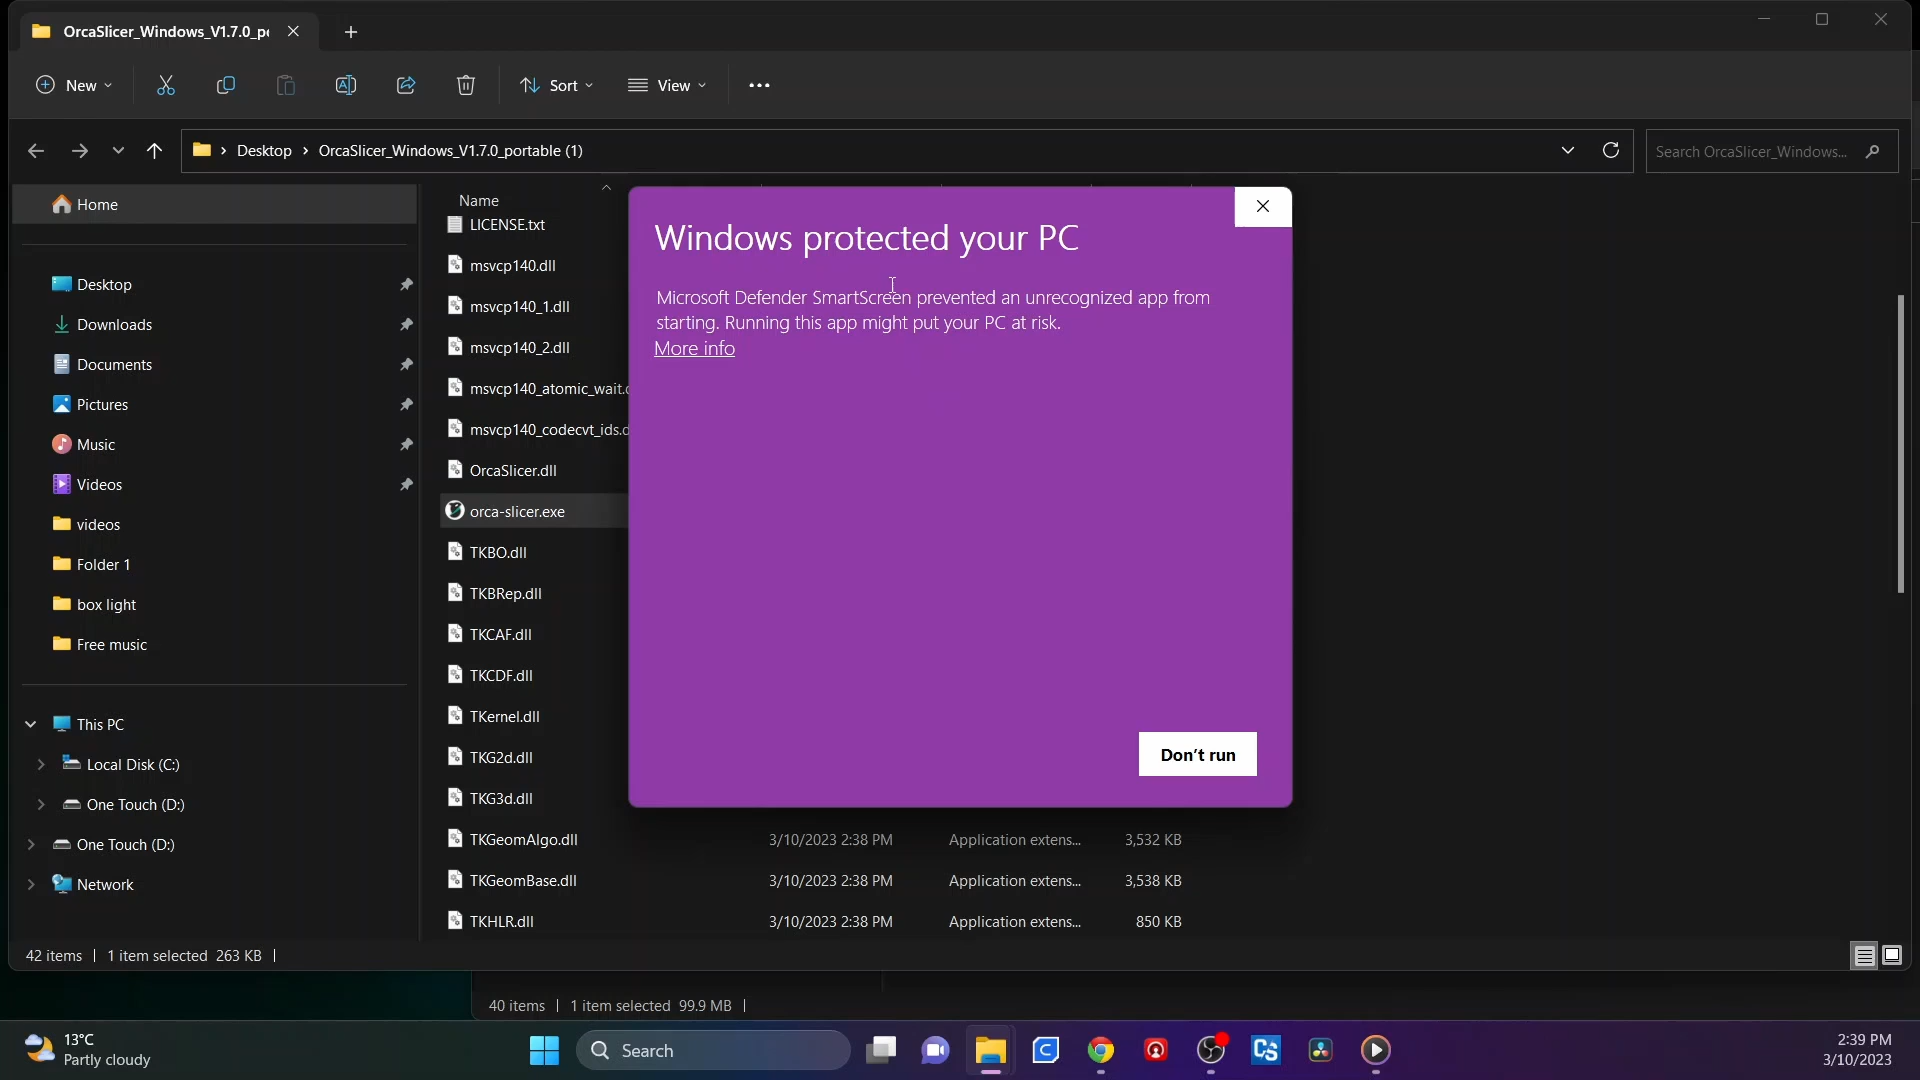 OrcaSlicer_Windows_V1.7.0_po
New
Sort
View
Desktop
OrcaSlicer_Windows_V1.7.0_portable (1)
Search OrcaSlicer_Windows...
Home
Desktop
Downloads
Documents
Pictures
Music
Videos
videos
Folder 1
box light
Free music
This PC
Local Disk (C:)
One Touch (D:)
One Touch (D:)
Network
Name
LICENSE.txt
msvcp140.dll
msvcp140_1.dll
msvcp140_2.dll
msvcp140_atomic_wait.d
msvcp140_codecvt_ids.d
OrcaSlicer.dll
orca-slicer.exe
TKBO.dll
TKBRep.dll
TKCAF.dll
TKCDF.dll
TKernel.dll
TKG2d.dll
TKG3d.dll
TKGeomAlgo.dll 3/10/2023 2:38 PM Application extens... 3,532 KB
TKGeomBase.dll 3/10/2023 2:38 PM Application extens... 3,538 KB
TKHLR.dll 3/10/2023 2:38 PM Application extens... 850 KB
Windows protected your PC
Microsoft Defender SmartScreen prevented an unrecognized app from
starting. Running this app might put your PC at risk.
More info
Don't run
42 items 1 item selected 263 KB
40 items 1 item selected 99.9 MB
13°C
Partly cloudy
Search
CS
2:39 PM
3/10/2023